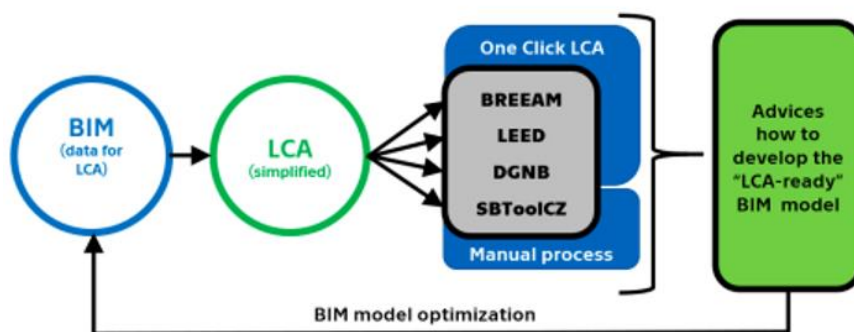 BIM
(data for
LCA)
LCA
(simplified)
One Click LCA
BREEAM
LEED
DGNB
SBToolCZ
Manual process
Advices
how to
develop the
"LCA-ready"
BIM model
BIM model optimization